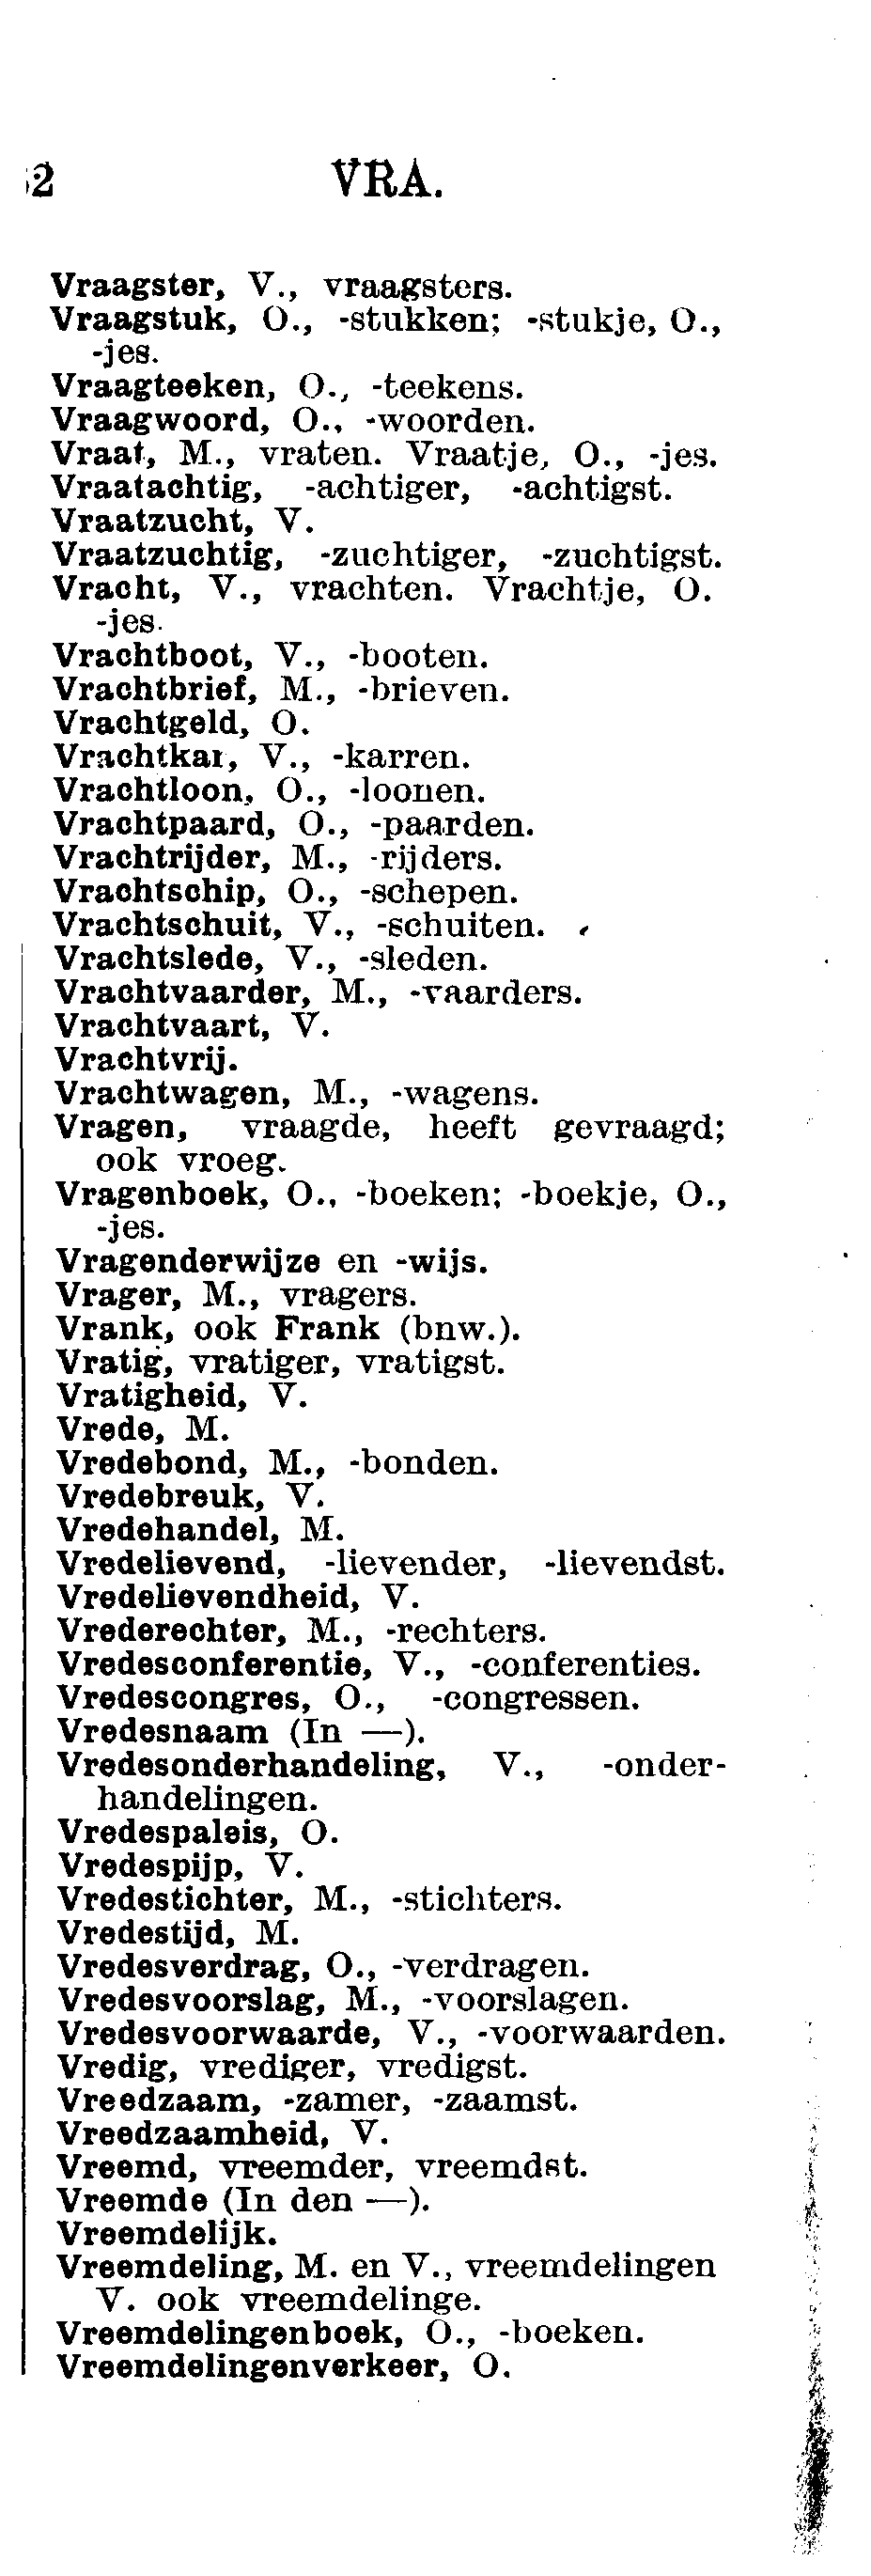 2 VRA.
Vraagster, V., vraagsters.
Vraagstuk, O., -stukken; -stukje, O.,
-jes.
Vraagteeken, O., -teekens.
Vraagwoord, O., -woorden.
Vraat, M., vraten. Vraatje, O., -jes.
Vraatachtig, -achtiger, -achtigst.
Vraatzucht, V.
Vraatzuchtig, -zuchtiger, -zuchtigst.
Vracht, V., vrachten. Vrachtje, O.
-jes.
Vrachtboot, V., -booten.
Vrachtbrief, M., -brieven.
Vrachtgeld, O.
Vrachtkar, V., -karren.
Vrachtloon, O., -loonen.
Vrachtpaard, O., -paarden.
Vrachtrijder, M., -rijders.
Vrachtschip, O., -schepen.
Vrachtschuit, V., -schuiten.
Vrachtslede, V., -sleden.
Vrachtvaarder, M., -vaarders.
Vrachtvaart, V.
Vrachtvrij.
Vrachtwagen, M., -wagens.
Vragen, vraagde, heeft gevraagd;
ook vroeg.
Vragenboek, O., -boeken; -boekje, O.,
-jes.
Vragenderwijze en -wijs.
Vrager, M., vragers.
Vrank, ook Frank (bnw.).
Vratig, vratiger, vratigst.
Vratigheid, V.
Vrede, M.
Vredebond, M., -bonden.
Vredebreuk, V.
Vredehandel, M.
Vredelievend, -lievender, -lievendst.
Vredelievendheid, V.
Vrederechter, M., -rechters.
Vredesconferentie, V., -conferenties.
Vredescongres, O., -congressen.
Vredesnaam (In —).
Vredesonderhandeling, V., -onder-
handelingen.
Vredespaleis, O.
Vredespijp, V.
Vredestichter, M., -stichters.
Vredestijd, M.
Vredesverdrag, O., -verdragen.
Vredesvoorslag, M., -voorslagen.
Vredesvoorwaarde, V., -voorwaarden.
Vredig, vrediger, vredigst.
Vreedzaam, -zamer, -zaamst.
Vreedzaamheid, V.
Vreemd, vreemder, vreemdst.
Vreemde (In den —).
Vreemdelijk.
Vreemdeling, M. en V., vreemdelingen
V. ook vreemdelinge.
Vreemdelingenboek, O., -boeken.
Vreemdelingenverkeer, O.